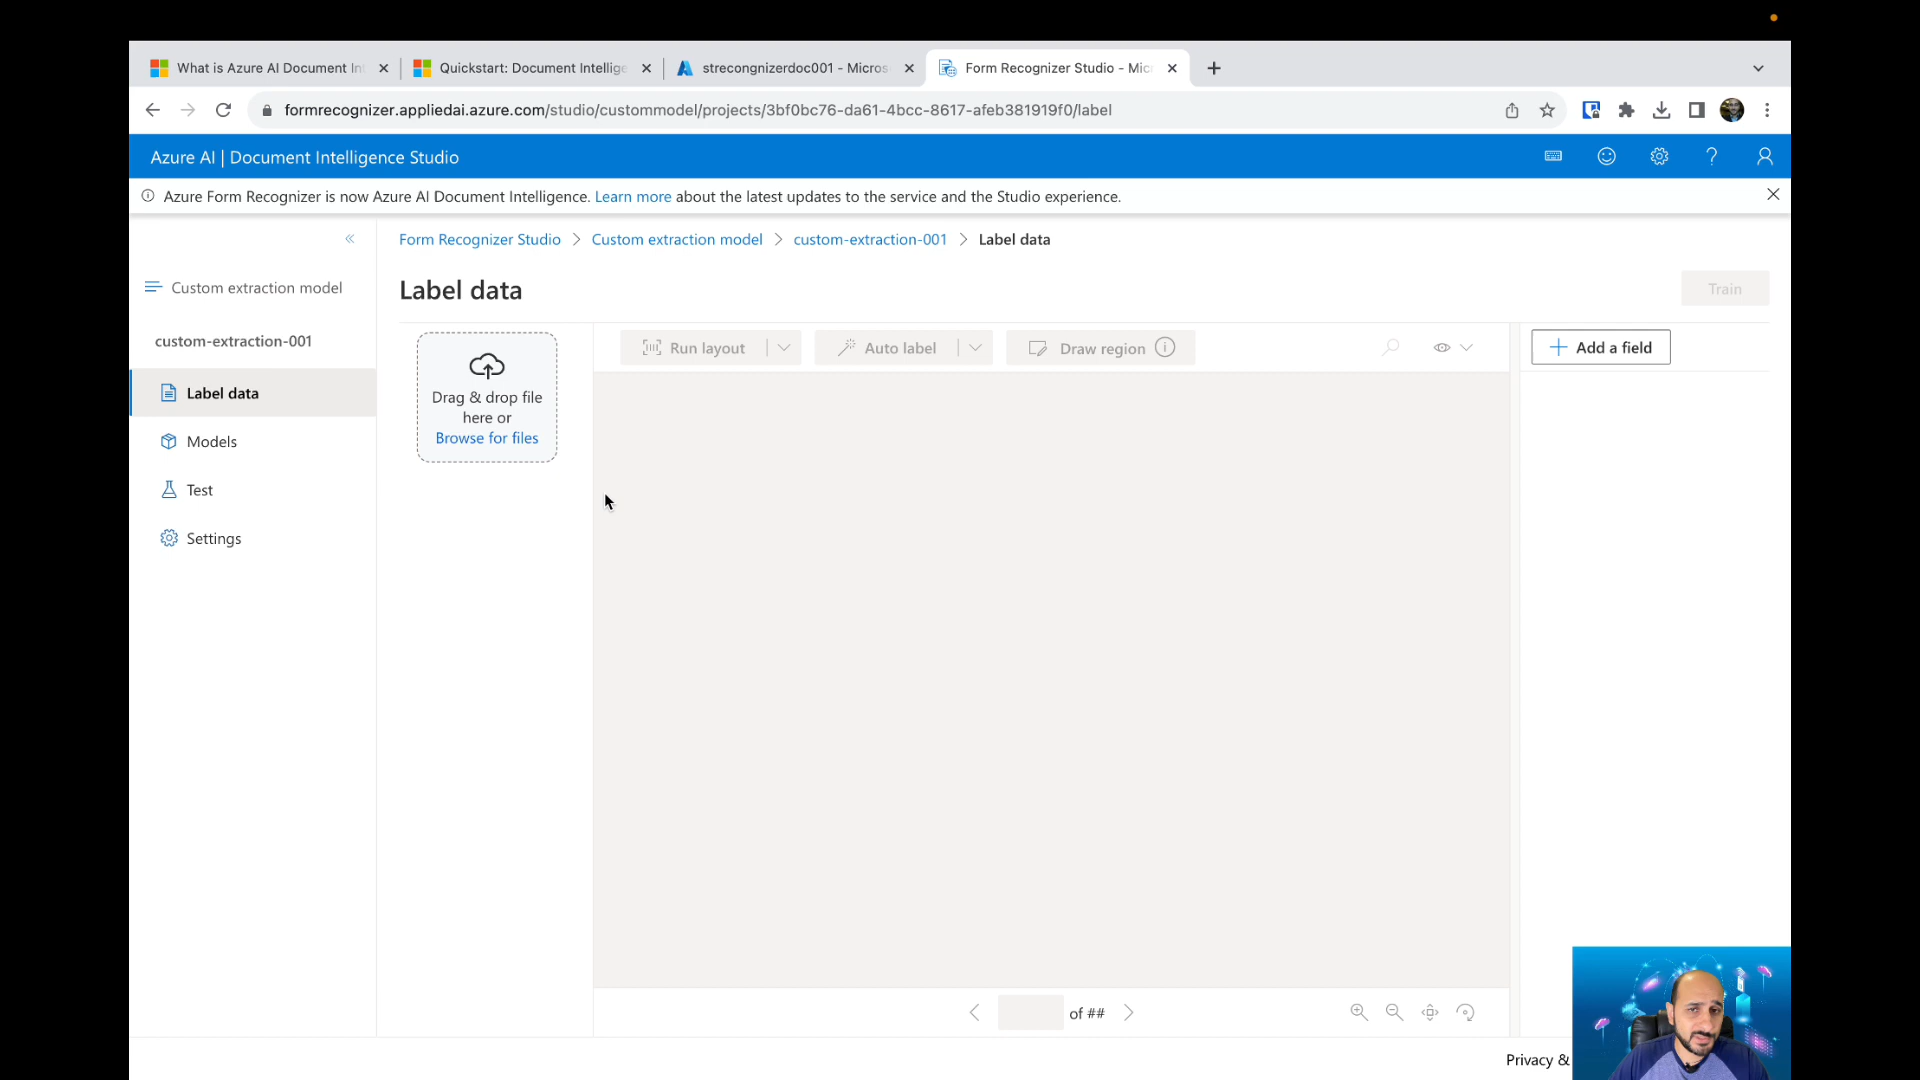 What is Azure AI Document Int
Quickstart: Document Intellige
strecongnizerdoc001 - Micros
Form Recognizer Studio - Mic
formrecognizer.appliedai.azure.com/studio/custommodel/projects/3bf0bc76-da61-4bcc-8617-afeb381919f0/label
Azure AI | Document Intelligence Studio
Azure Form Recognizer is now Azure AI Document Intelligence. Learn more about the latest updates to the service and the Studio experience.
Form Recognizer Studio > Custom extraction model > custom-extraction-001 > Label data
Custom extraction model
custom-extraction-001
Label data
Models
Test
Settings
Label data
Train
Drag & drop file
here or
Browse for files
Run layout
Auto label
Draw region
Add a field
of ##
Privacy &